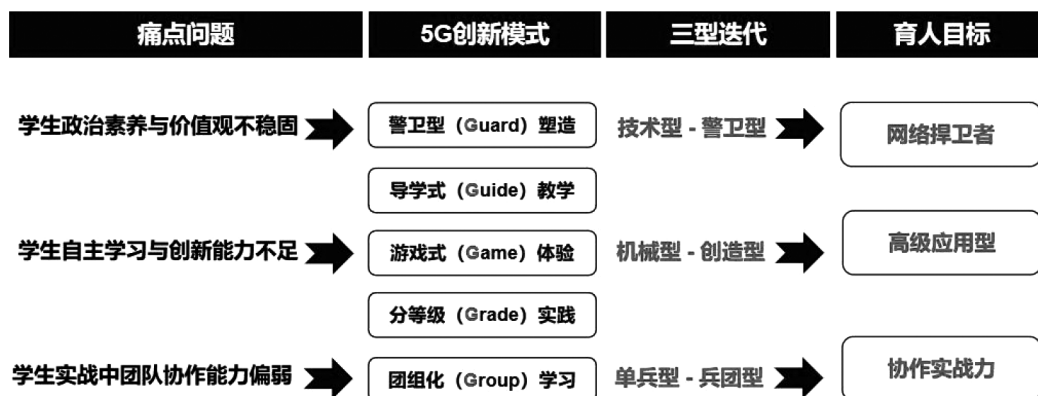 痛点问题 5G创新模式 三型迭代 育人目标
学生政治素养与价值观不稳固 警卫型（Guard）塑造 技术型 - 警卫型 网络捍卫者
导学式（Guide）教学
学生自主学习与创新能力不足 游戏式（Game）体验 机械型 - 创造型 高级应用型
分等级（Grade）实践
学生实战中团队协作能力偏弱 团组化（Group）学习 单兵型 - 兵团型 协作实战力